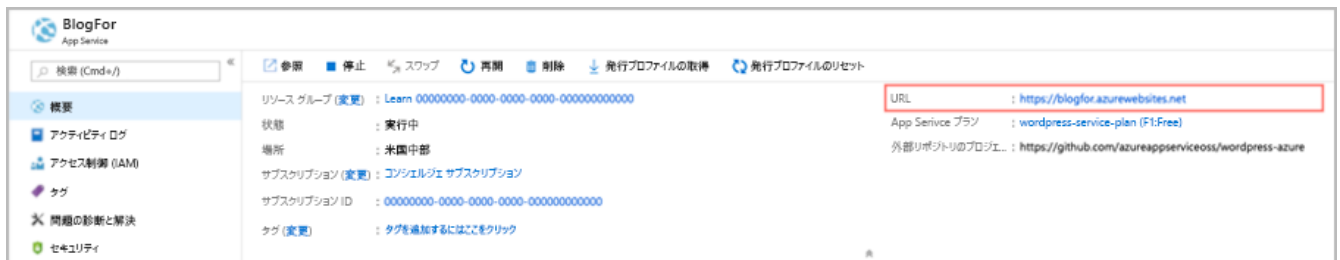 BlogFor
App Service
検索 (Cmd+/)
«
参照 停止 スワップ 再開 削除 発行プロファイルの取得 発行プロファイルのリセット
概要
アクティビティ ログ
アクセス制御 (IAM)
タグ
問題の診断と解決
セキュリティ
リソース グループ (変更) : Learn 00000000-0000-0000-0000-000000000000
状態 : 実行中
場所 : 米国中部
サブスクリプション (変更) : コンシェルジェ サブスクリプション
サブスクリプション ID : 00000000-0000-0000-0000-000000000000
タグ (変更) : タグを追加するにはここをクリック
URL : https://blogfor.azurewebsites.net
App Serivce プラン : wordpress-service-plan (F1:Free)
外部リポジトリのプロジェ... : https://github.com/azureappserviceoss/wordpress-azure